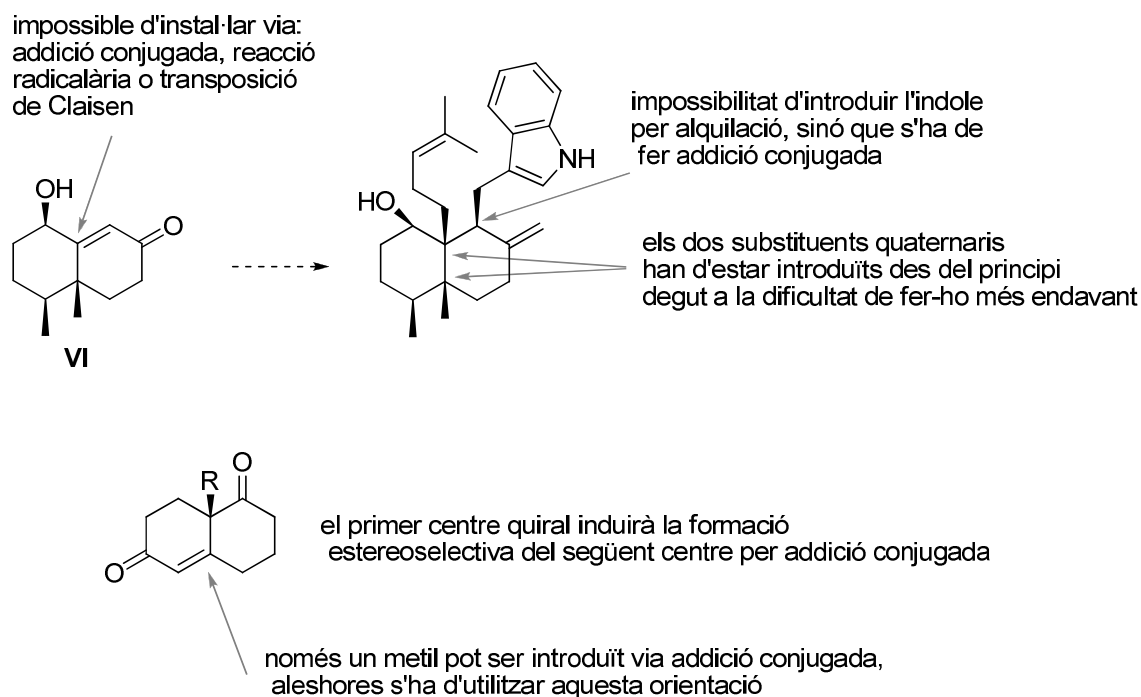 impossible d'instal·lar via:
addició conjugada, reacció
radicalària o transposició
de Claisen
OH
O
VI
HO
NH
impossibilitat d'introduir l'indole
per alquilació, sinó que s'ha de
fer addició conjugada
els dos substituents quaternaris
han d'estar introduïts des del principi
degut a la dificultat de fer-ho més endavant
R
O
O
el primer centre quiral induirà la formació
estereoselectiva del següent centre per addició conjugada
només un metil pot ser introduït via addició conjugada,
aleshores s'ha d'utilitzar aquesta orientació